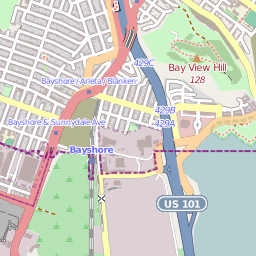 429C
Bay View Hill
128
Bayshore / Arleta / Blanken
429B
Bayshore & Sunnydale Ave
429A
Bayshore
US 101